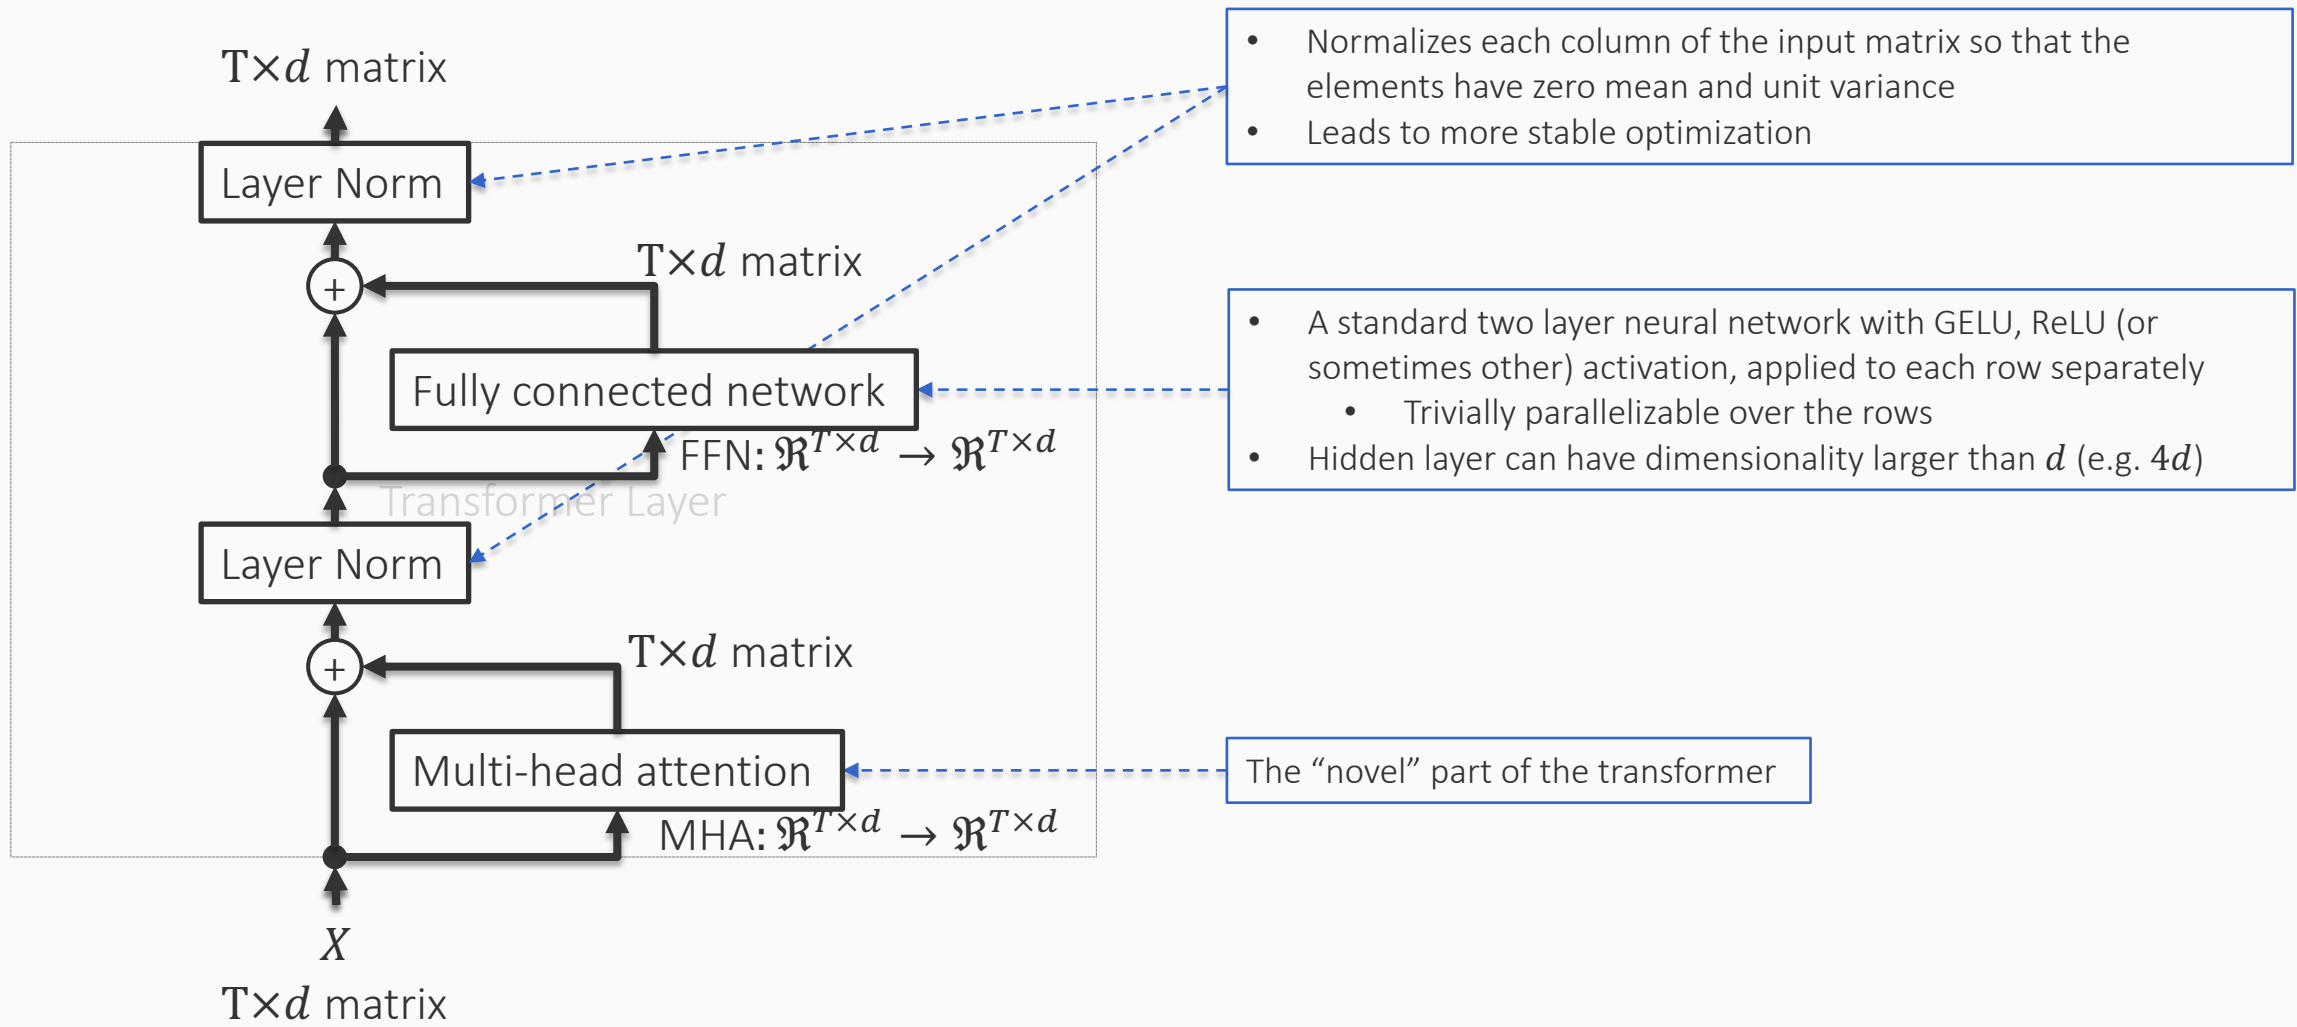 T×d matrix
Layer Norm
+
T×d matrix
Fully connected network
FFN: ℜ^{T×d} → ℜ^{T×d}
Transformer Layer
Layer Norm
+
T×d matrix
Multi-head attention
MHA: ℜ^{T×d} → ℜ^{T×d}
X
T×d matrix
• Normalizes each column of the input matrix so that the
elements have zero mean and unit variance
• Leads to more stable optimization
• A standard two layer neural network with GELU, ReLU (or
sometimes other) activation, applied to each row separately
• Trivially parallelizable over the rows
• Hidden layer can have dimensionality larger than d (e.g. 4d)
The “novel” part of the transformer